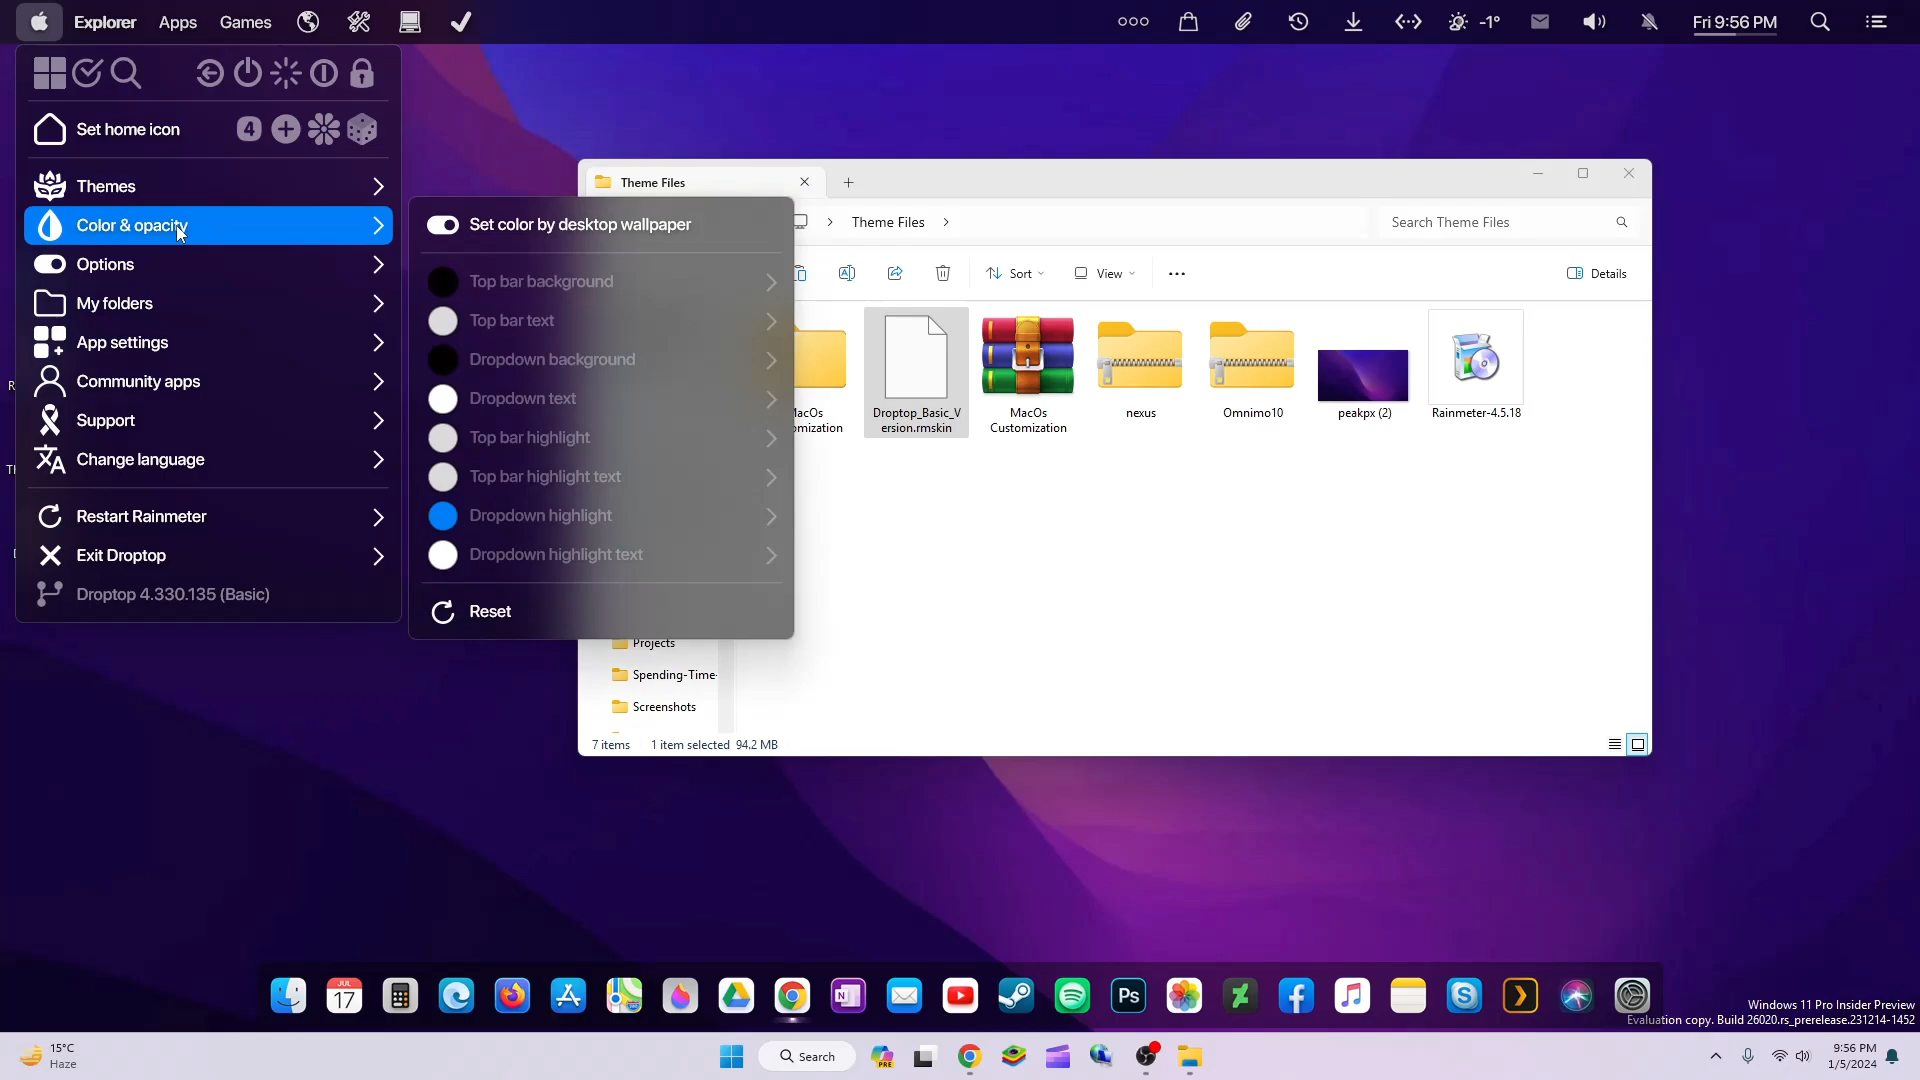 Explorer Apps Games
-1° Fri 9:56 PM
Set home icon 4
Themes
Color & opacity
Options
My folders
App settings
Community apps
Support
Change language
Restart Rainmeter
Exit Droptop
Droptop 4.330.135 (Basic)
Set color by desktop wallpaper
Top bar background
Top bar text
Dropdown background
Dropdown text
Top bar highlight
Top bar highlight text
Dropdown highlight
Dropdown highlight text
Reset
Theme Files
Theme Files
Search Theme Files
Sort View Details
Droptop_Basic_V
ersion.rmskin
MacOs
Customization
nexus
Omnimo10
peakpx (2)
Rainmeter-4.5.18
Projects
Spending-Time-
Screenshots
7 items 1 item selected 94.2 MB
JUL
17
Ps
Windows 11 Pro Insider Preview
Evaluation copy. Build 26020.rs_prerelease.231214-1452
15°C
Haze
Search
PRE
9:56 PM
1/5/2024